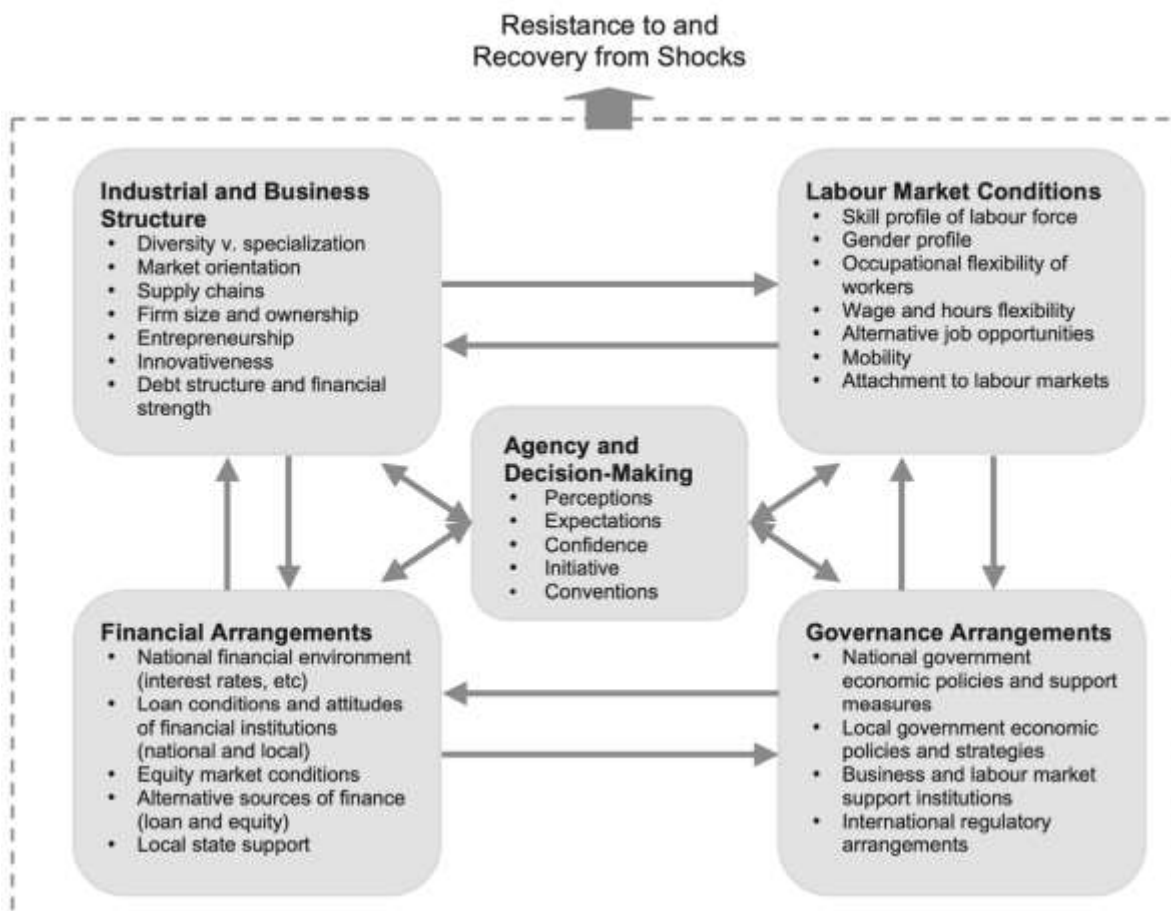 Resistance to and
Recovery from Shocks
Industrial and Business
Structure
• Diversity v. specialization
• Market orientation
• Supply chains
• Firm size and ownership
• Entrepreneurship
• Innovativeness
• Debt structure and financial
strength
Labour Market Conditions
• Skill profile of labour force
• Gender profile
• Occupational flexibility of
workers
• Wage and hours flexibility
• Alternative job opportunities
• Mobility
• Attachment to labour markets
Agency and
Decision-Making
• Perceptions
• Expectations
• Confidence
• Initiative
• Conventions
Financial Arrangements
• National financial environment
(interest rates, etc)
• Loan conditions and attitudes
of financial institutions
(national and local)
• Equity market conditions
• Alternative sources of finance
(loan and equity)
• Local state support
Governance Arrangements
• National government
economic policies and support
measures
• Local government economic
policies and strategies
• Business and labour market
support institutions
• International regulatory
arrangements